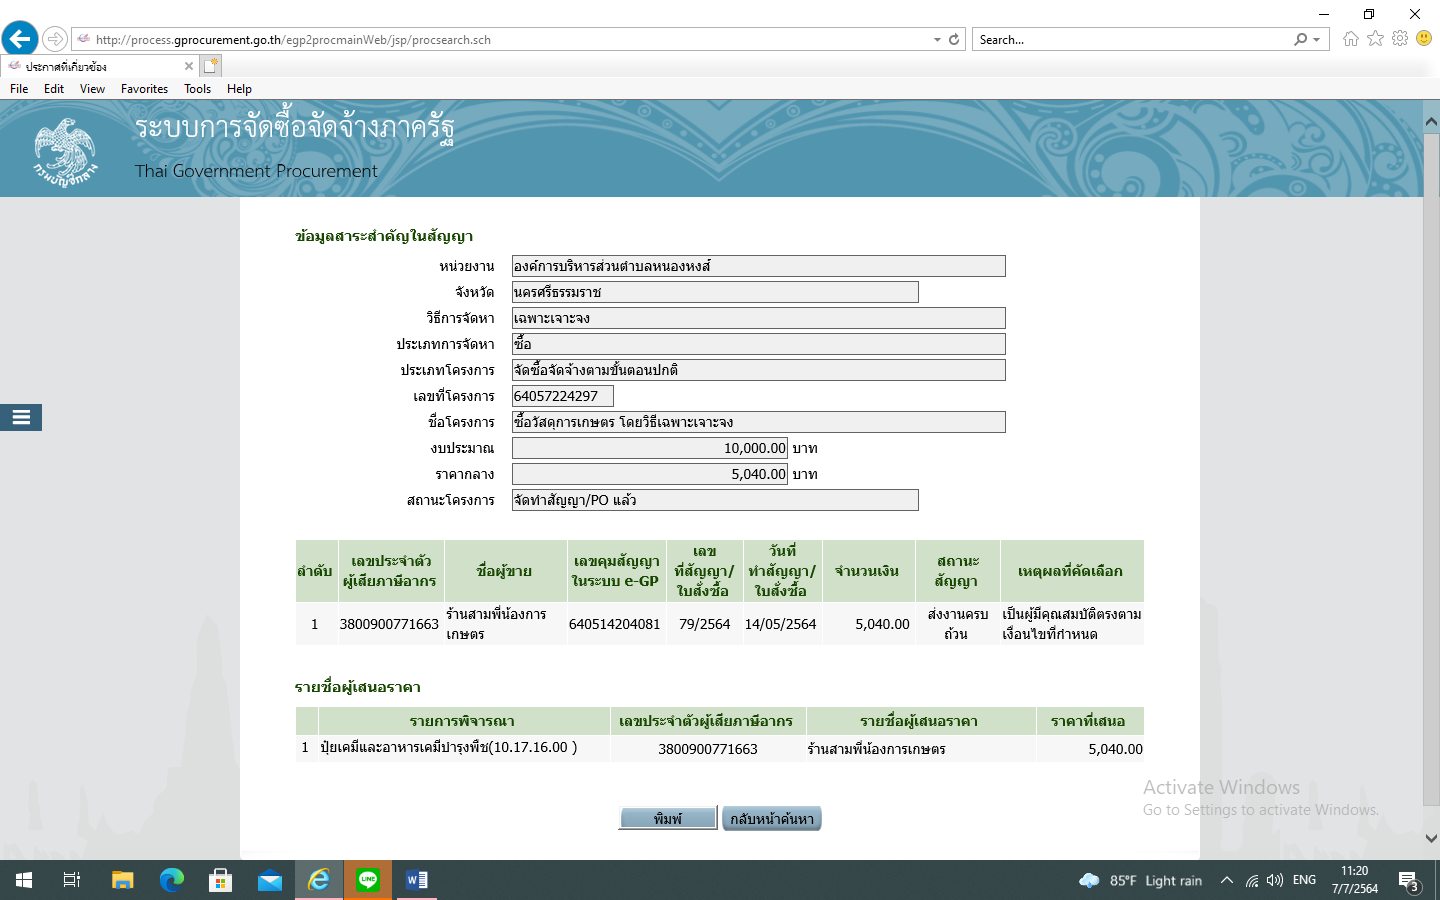 http://process.gprocurement.go.th/egp2procmainWeb/jsp/procsearch.sch
Search...
ประกาศที่เกี่ยวข้อง
File Edit View Favorites Tools Help
ระบบการจัดซื้อจัดจ้างภาครัฐ
Thai Government Procurement
กรมบัญชีกลาง
ข้อมูลสาระสำคัญในสัญญา
หน่วยงาน องค์การบริหารส่วนตำบลหนองหงส์
จังหวัด นครศรีธรรมราช
วิธีการจัดหา เฉพาะเจาะจง
ประเภทการจัดหา ซื้อ
ประเภทโครงการ จัดซื้อจัดจ้างตามขั้นตอนปกติ
เลขที่โครงการ 64057224297
ชื่อโครงการ ซื้อวัสดุการเกษตร โดยวิธีเฉพาะเจาะจง
งบประมาณ 10,000.00 บาท
ราคากลาง 5,040.00 บาท
สถานะโครงการ จัดทำสัญญา/PO แล้ว
ลำดับ เลขประจำตัวผู้เสียภาษีอากร ชื่อผู้ขาย เลขคุมสัญญาในระบบ e-GP เลขที่สัญญา/ใบสั่งซื้อ วันที่ทำสัญญา/ใบสั่งซื้อ จำนวนเงิน สถานะสัญญา เหตุผลที่คัดเลือก
1 3800900771663 ร้านสามพี่น้องการเกษตร 640514204081 79/2564 14/05/2564 5,040.00 ส่งงานครบถ้วน เป็นผู้มีคุณสมบัติตรงตามเงื่อนไขที่กำหนด
รายชื่อผู้เสนอราคา
รายการพิจารณา เลขประจำตัวผู้เสียภาษีอากร รายชื่อผู้เสนอราคา ราคาที่เสนอ
1 ปุ๋ยเคมีและอาหารเคมีบำรุงพืช(10.17.16.00 ) 3800900771663 ร้านสามพี่น้องการเกษตร 5,040.00
พิมพ์ กลับหน้าค้นหา
Activate Windows
Go to Settings to activate Windows.
85°F Light rain ENG 11:20
7/7/2564
3